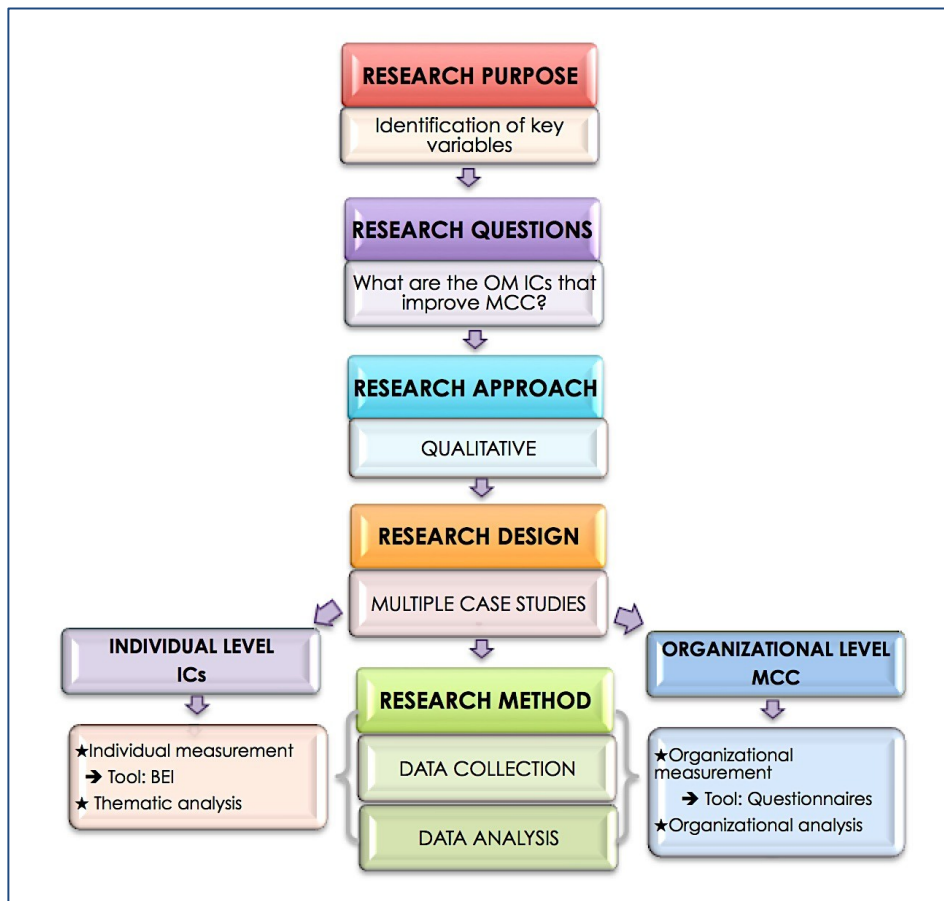 RESEARCH PURPOSE
Identification of key
variables
RESEARCH QUESTIONS
What are the OM ICs that
improve MCC?
RESEARCH APPROACH
QUALITATIVE
RESEARCH DESIGN
MULTIPLE CASE STUDIES
INDIVIDUAL LEVEL
ICs
★Individual measurement
➔ Tool: BEI
★ Thematic analysis
RESEARCH METHOD
DATA COLLECTION
DATA ANALYSIS
ORGANIZATIONAL LEVEL
MCC
★Organizational
measurement
➔ Tool: Questionnaires
★Organizational analysis